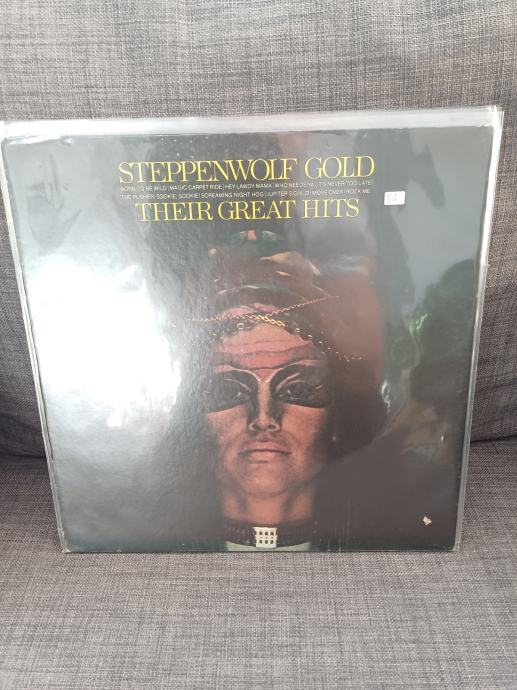 STEPPENWOLF GOLD
BORN TO BE WILD/MAGIC CARPET RIDE/HEY LAWDY MAMA/WHO NEEDS YA/IT'S NEVER TOO LATE/
THE PUSHER/SOOKIE, SOOKIE/SCREAMING NIGHT HOG/JUPITER'S CHILD/MOVE OVER/ROCK ME
THEIR GREAT HITS